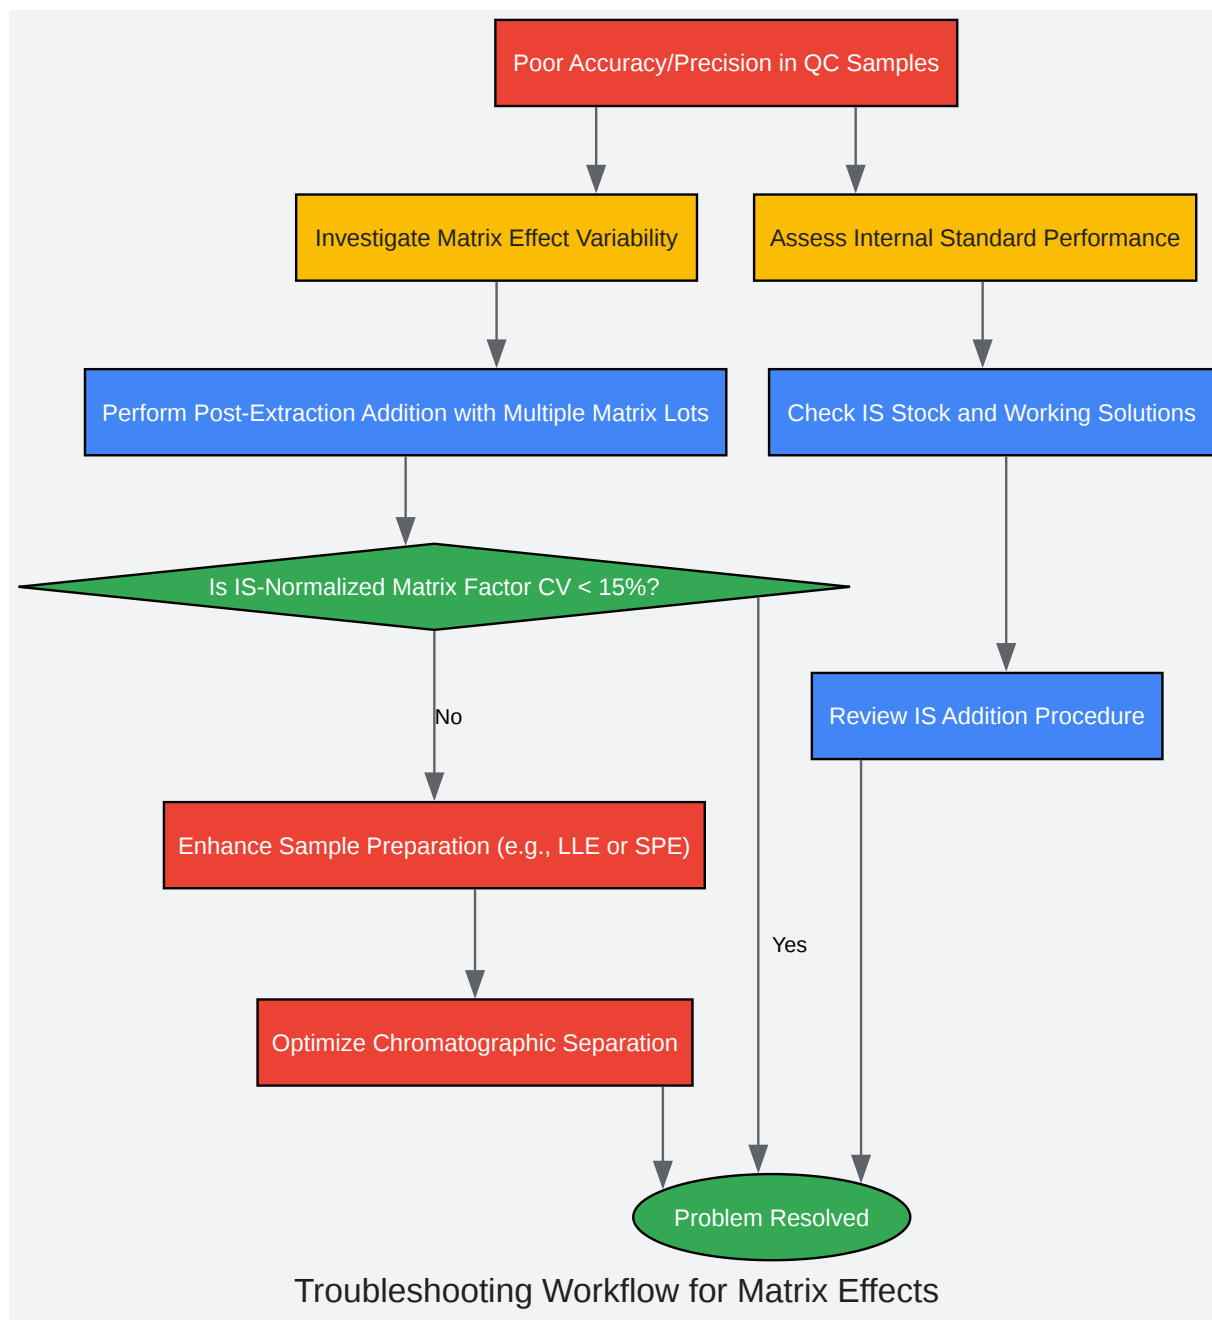 Poor Accuracy/Precision in QC Samples
Investigate Matrix Effect Variability
Assess Internal Standard Performance
Perform Post-Extraction Addition with Multiple Matrix Lots
Check IS Stock and Working Solutions
Is IS-Normalized Matrix Factor CV < 15%?
No
Review IS Addition Procedure
Enhance Sample Preparation (e.g., LLE or SPE)
Yes
Optimize Chromatographic Separation
Problem Resolved
Troubleshooting Workflow for Matrix Effects